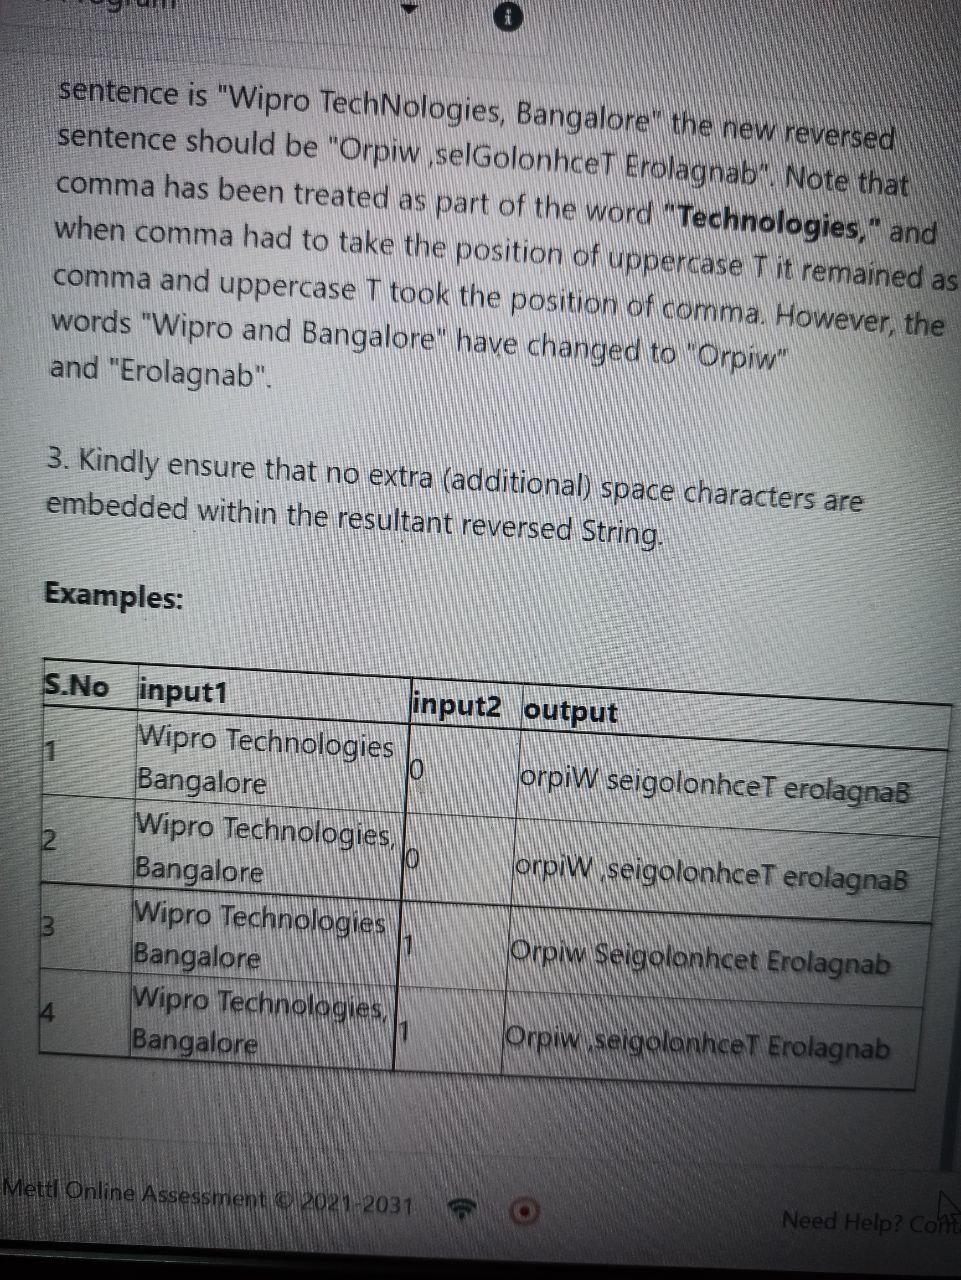 sentence is "Wipro TechNologies, Bangalore" the new reversed
sentence should be "Orpiw ,selGolonhceT Erolagnab". Note that
comma has been treated as part of the word "Technologies," and
when comma had to take the position of uppercase T it remained as
comma and uppercase T took the position of comma. However, the
words "Wipro and Bangalore" have changed to "Orpiw"
and "Erolagnab".
3. Kindly ensure that no extra (additional) space characters are
embedded within the resultant reversed String.
Examples:
S.No input1 input2 output
1 Wipro Technologies Bangalore 0 orpiW seigolonhceT erolagnaB
2 Wipro Technologies, Bangalore 0 orpiW ,seigolonhceT erolagnaB
3 Wipro Technologies Bangalore 1 Orpiw Seigolonhcet Erolagnab
4 Wipro Technologies, Bangalore 1 Orpiw ,seigolonhceT Erolagnab
Mettl Online Assessment © 2021-2031
Need Help?